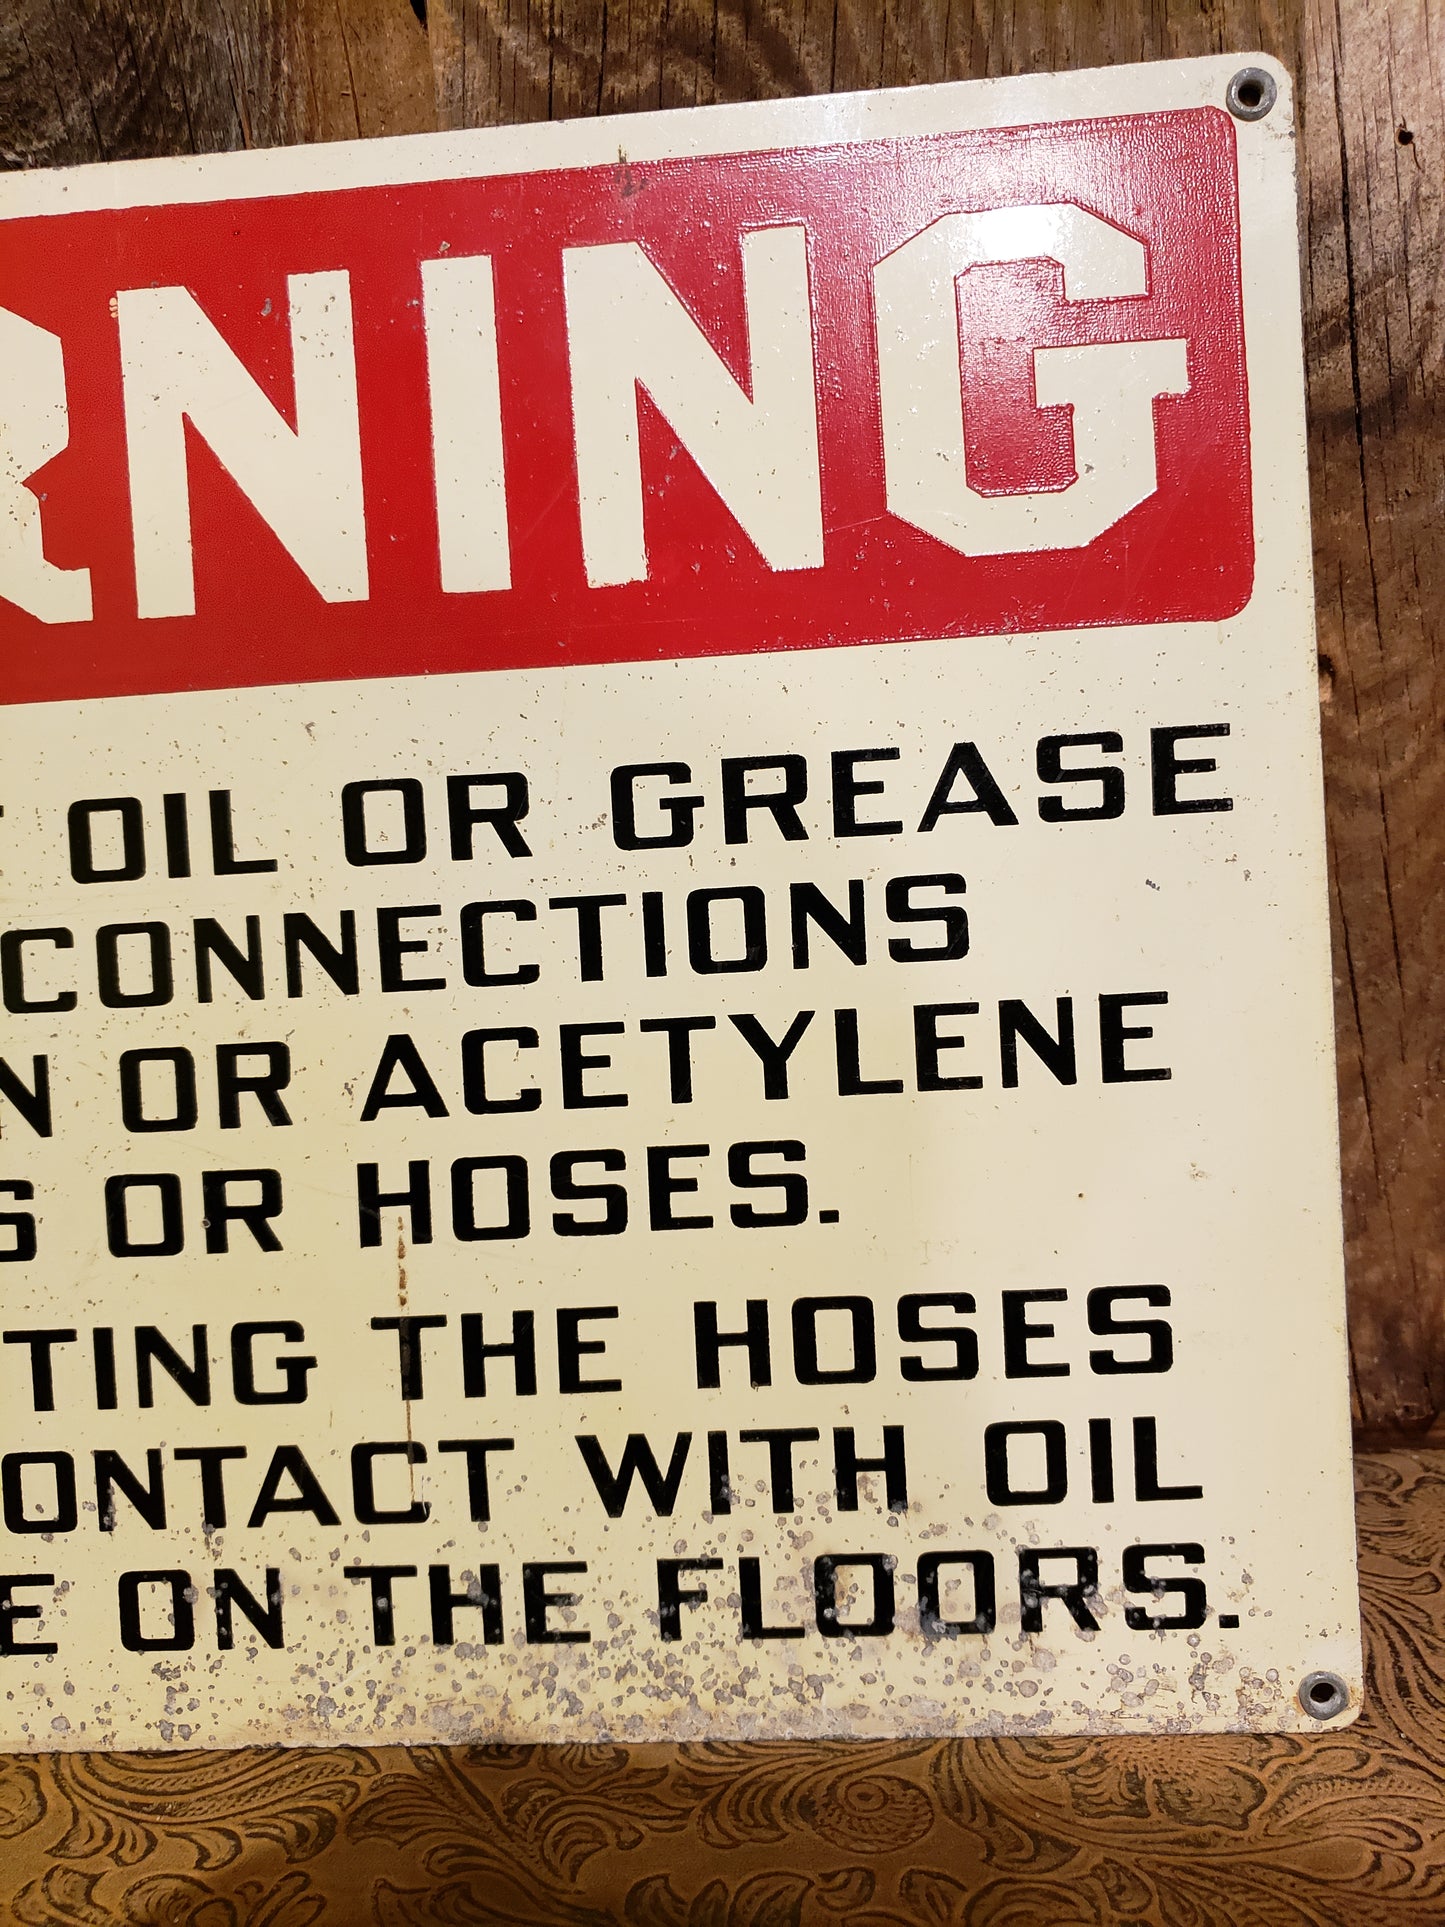 RNING
T OIL OR GREASE
CONNECTIONS
N OR ACETYLENE
S OR HOSES.
TING THE HOSES
ONTACT WITH OIL
E ON THE FLOORS.